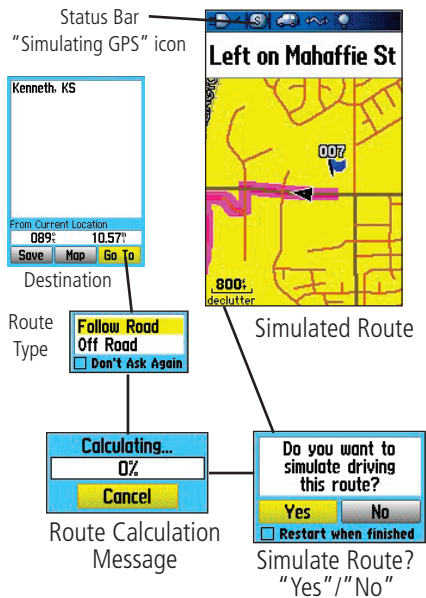 Status Bar
"Simulating GPS" icon
S
Left on Mahaffie St
Kenneth, KS
007
From Current Location
089° 10.57
Save Map Go To
800
declutter
Destination
Simulated Route
Route
Type
Follow Road
Off Road
Don't Ask Again
Calculating...
0%
Cancel
Route Calculation
Message
Do you want to
simulate driving
this route?
Yes No
Restart when finished
Simulate Route?
"Yes"/"No"